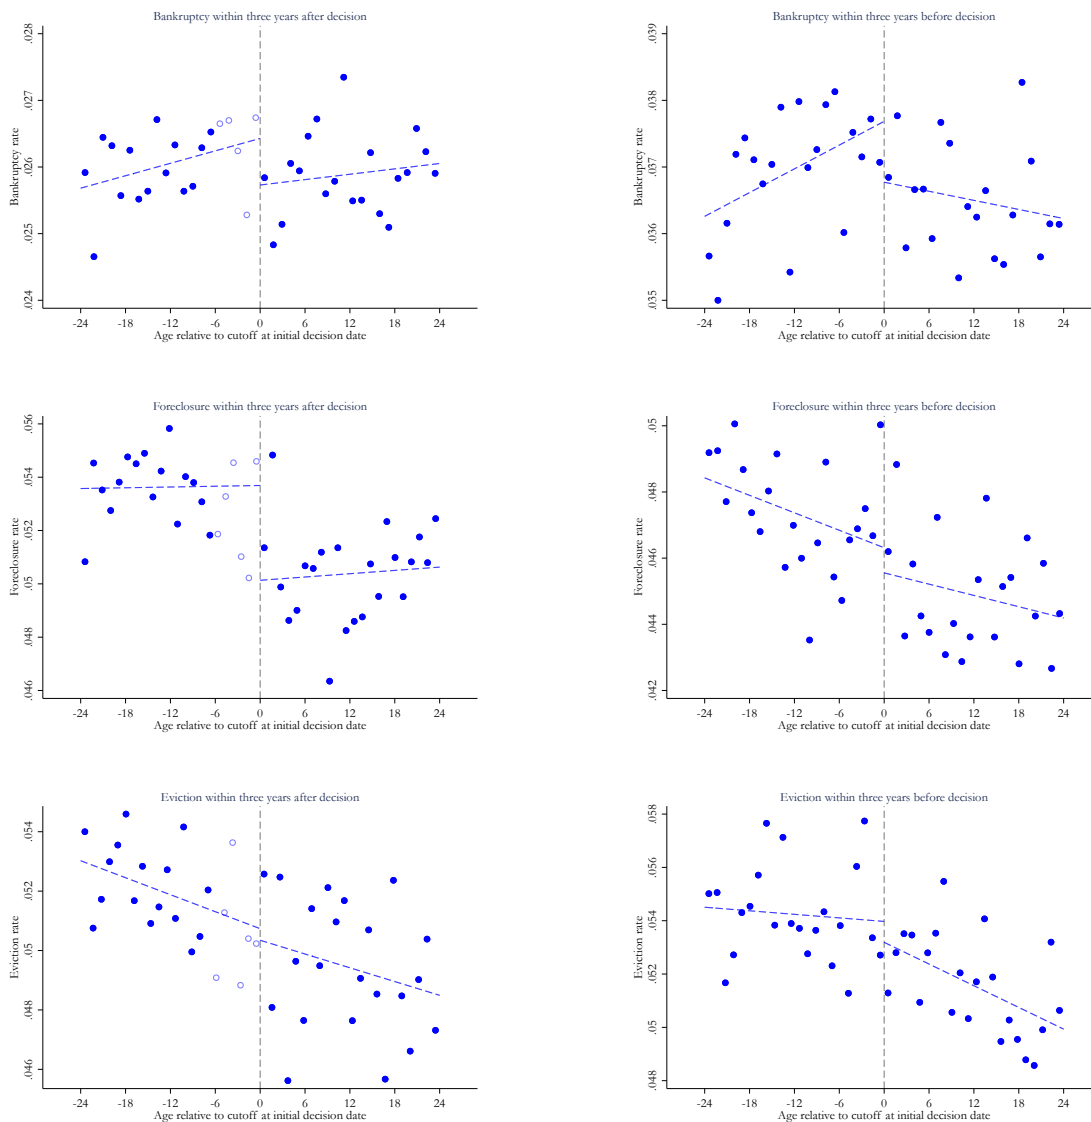 Bankruptcy within three years after decision
.028
.027
.026
.025
.024
Bankruptcy rate
-24 -18 -12 -6 0 6 12 18 24
Age relative to cutoff at initial decision date
Bankruptcy within three years before decision
.039
.038
.037
.036
.035
Bankruptcy rate
-24 -18 -12 -6 0 6 12 18 24
Age relative to cutoff at initial decision date
Foreclosure within three years after decision
.056
.054
.052
.05
.048
.046
Foreclosure rate
-24 -18 -12 -6 0 6 12 18 24
Age relative to cutoff at initial decision date
Foreclosure within three years before decision
.05
.048
.046
.044
.042
Foreclosure rate
-24 -18 -12 -6 0 6 12 18 24
Age relative to cutoff at initial decision date
Eviction within three years after decision
.054
.052
.05
.048
.046
Eviction rate
-24 -18 -12 -6 0 6 12 18 24
Age relative to cutoff at initial decision date
Eviction within three years before decision
.058
.056
.054
.052
.05
.048
Eviction rate
-24 -18 -12 -6 0 6 12 18 24
Age relative to cutoff at initial decision date